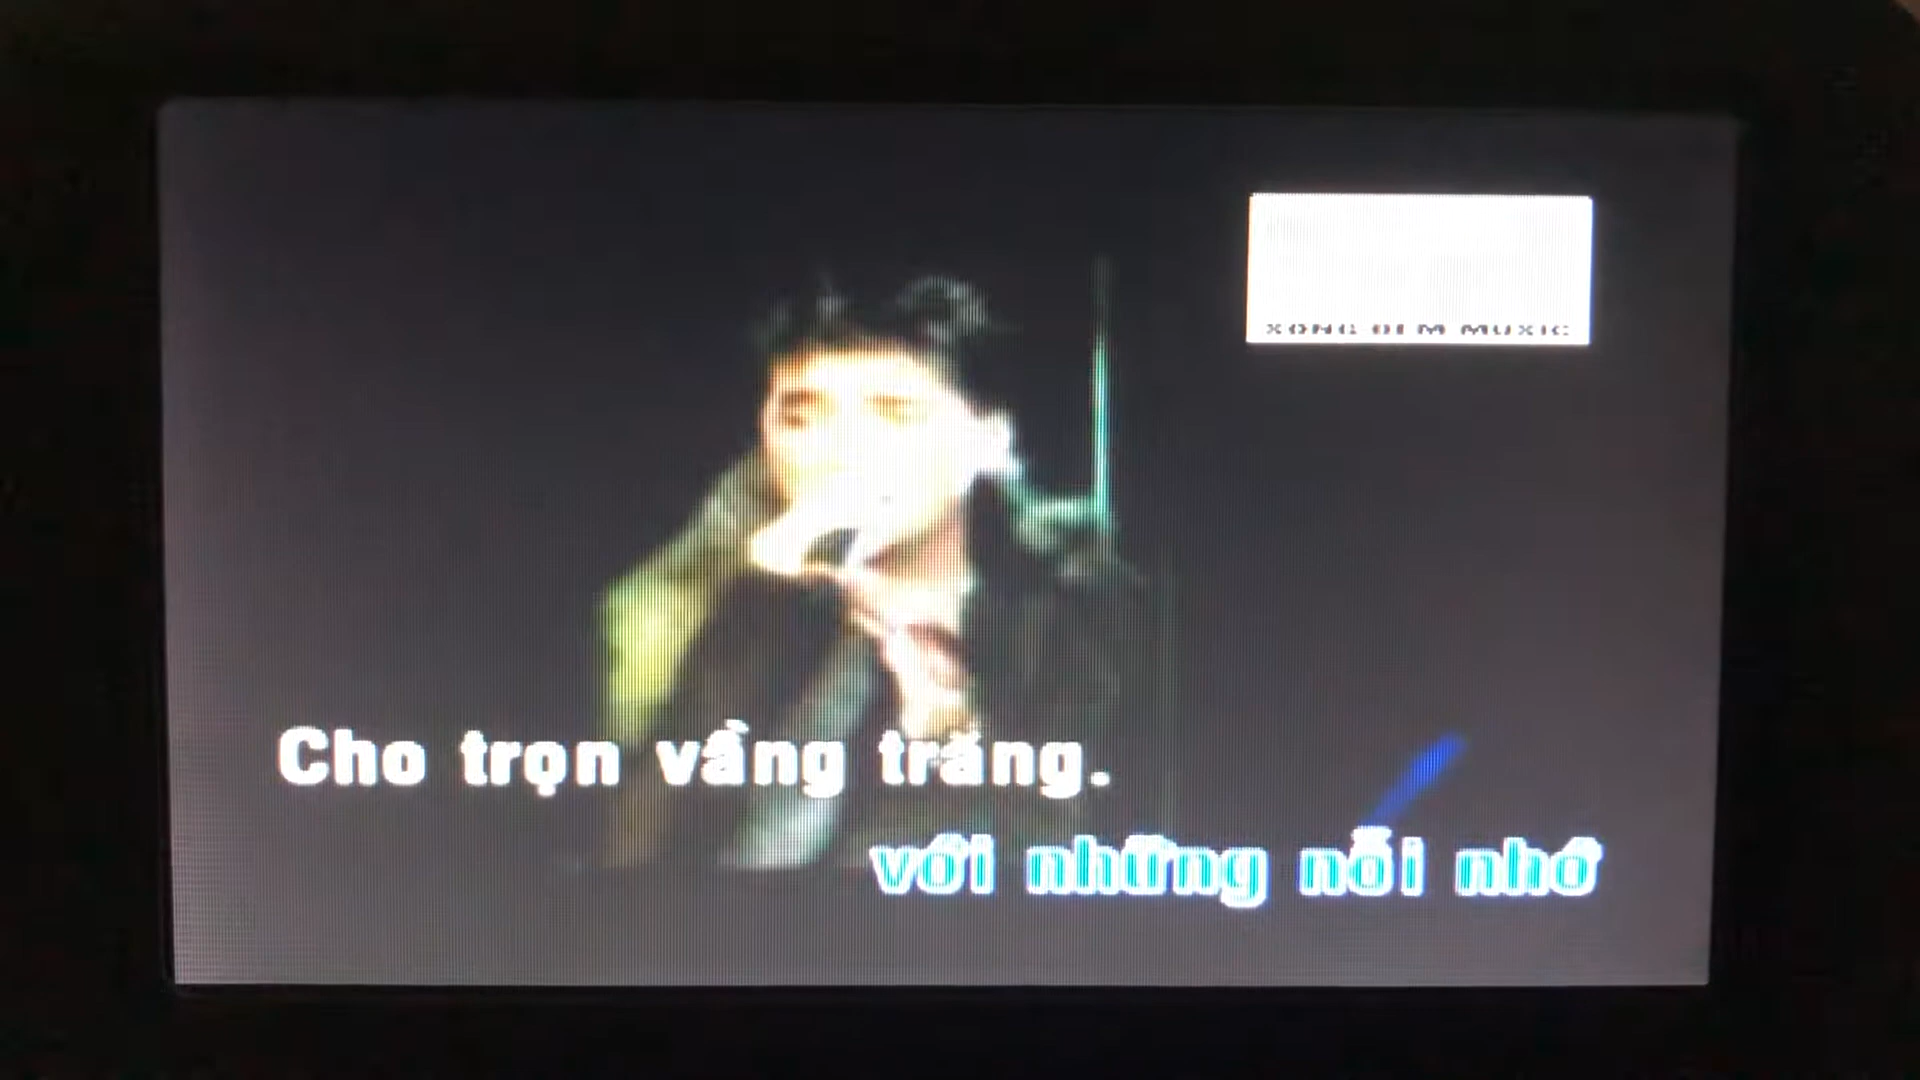 Cho trọn vầng trăng.
với những nỗi nhớ